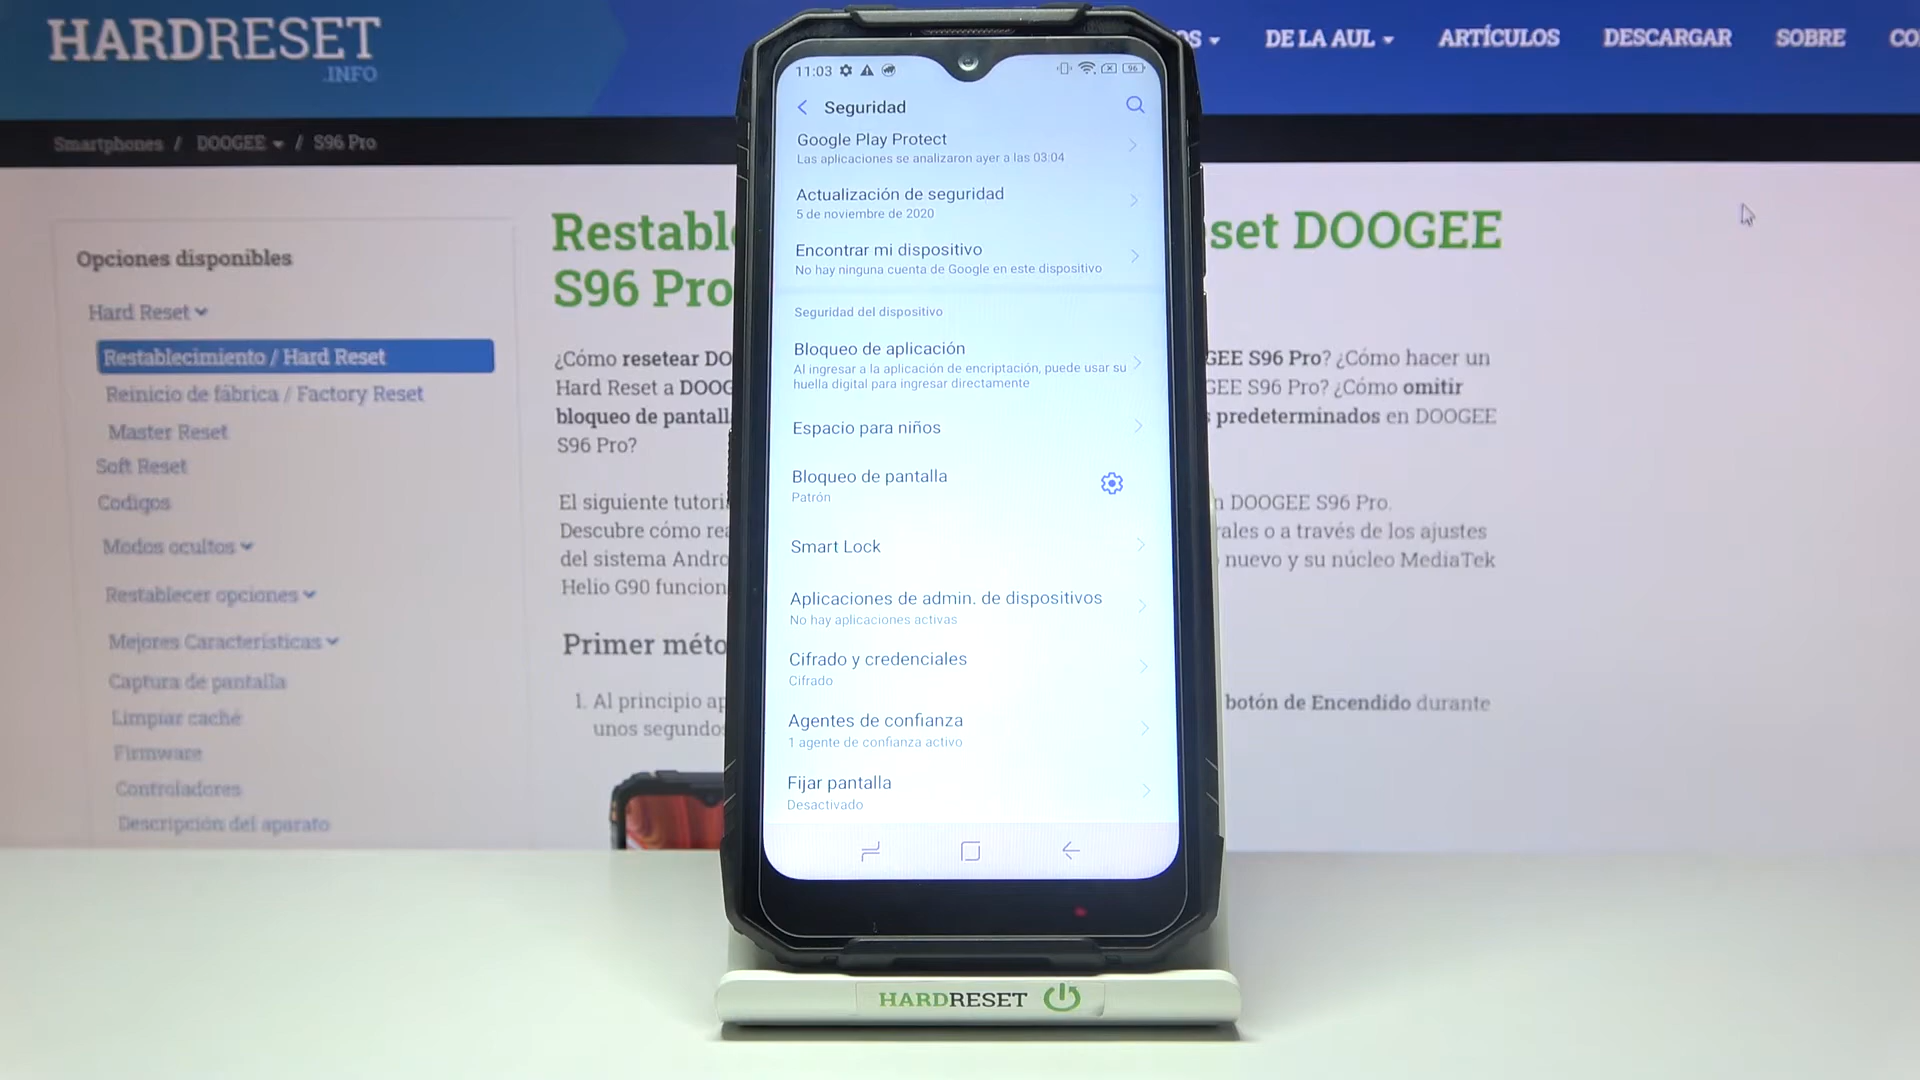 HARDRESET
.INFO
OS
DE LA AUL
ARTÍCULOS
DESCARGAR
SOBRE
Smartphones / DOOGEE / S96 Pro
Opciones disponibles
Hard Reset
Restablecimiento / Hard Reset
Reinicio de fábrica / Factory Reset
Master Reset
Soft Reset
Codigos
Modos ocultos
Restablecer opciones
Mejores Características
Captura de pantalla
Limpiar caché
Firmware
Controladores
Descripción del aparato
Restabl
set DOOGEE
S96 Pro
¿Cómo resetear DO
GEE S96 Pro? ¿Cómo hacer un
Hard Reset a DOOG
GEE S96 Pro? ¿Cómo omitir
bloqueo de pantall
s predeterminados en DOOGEE
S96 Pro?
El siguiente tutori
n DOOGEE S96 Pro.
Descubre cómo rea
rales o a través de los ajustes
del sistema Andro
nuevo y su núcleo MediaTek
Helio G90 funcion
Primer méto
1. Al principio ap
botón de Encendido durante
unos segundo
11:03
96
Seguridad
Google Play Protect
Las aplicaciones se analizaron ayer a las 03:04
Actualización de seguridad
5 de noviembre de 2020
Encontrar mi dispositivo
No hay ninguna cuenta de Google en este dispositivo
Seguridad del dispositivo
Bloqueo de aplicación
Al ingresar a la aplicación de encriptación, puede usar su
huella digital para ingresar directamente
Espacio para niños
Bloqueo de pantalla
Patrón
Smart Lock
Aplicaciones de admin. de dispositivos
No hay aplicaciones activas
Cifrado y credenciales
Cifrado
Agentes de confianza
1 agente de confianza activo
Fijar pantalla
Desactivado
HARDRESET